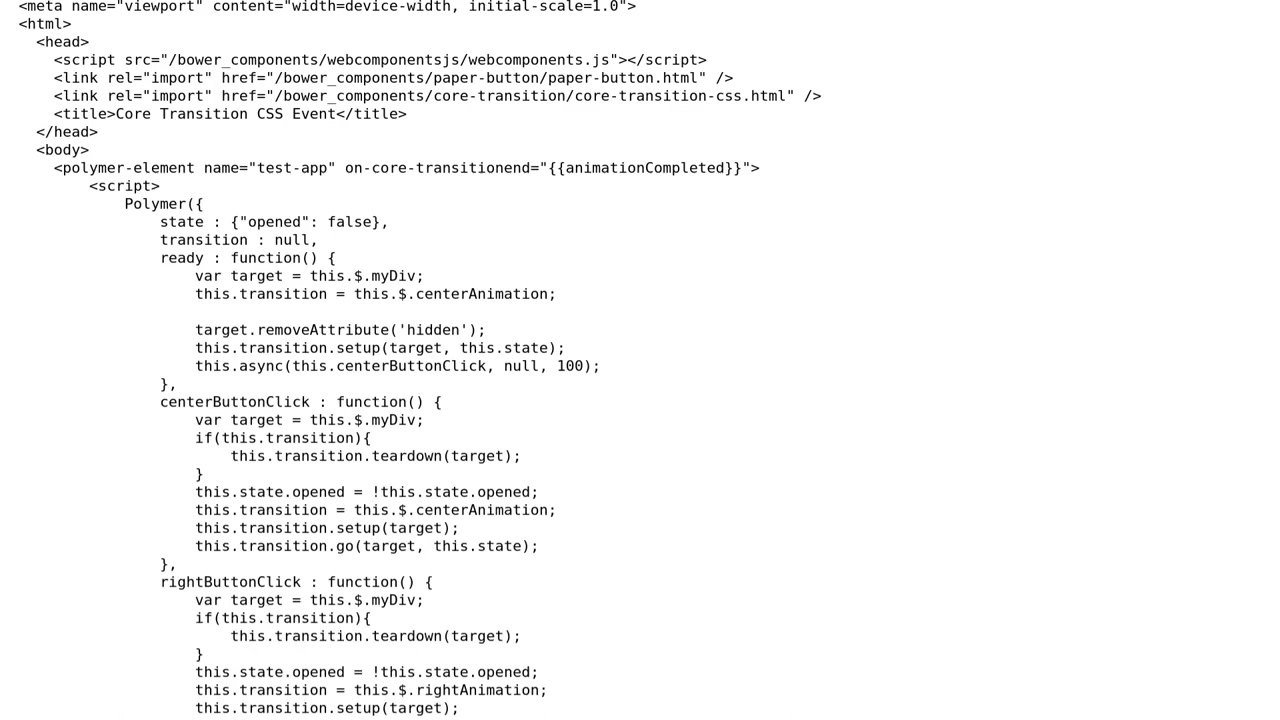 <meta name="viewport" content="width=device-width, initial-scale=1.0">
<html>
  <head>
    <script src="/bower_components/webcomponentsjs/webcomponents.js"></script>
    <link rel="import" href="/bower_components/paper-button/paper-button.html" />
    <link rel="import" href="/bower_components/core-transition/core-transition-css.html" />
    <title>Core Transition CSS Event</title>
  </head>
  <body>
    <polymer-element name="test-app" on-core-transitionend="{{animationCompleted}}">
        <script>
            Polymer({
                state : {"opened": false},
                transition : null,
                ready : function() {
                    var target = this.$.myDiv;
                    this.transition = this.$.centerAnimation;

                    target.removeAttribute('hidden');
                    this.transition.setup(target, this.state);
                    this.async(this.centerButtonClick, null, 100);
                },
                centerButtonClick : function() {
                    var target = this.$.myDiv;
                    if(this.transition){
                        this.transition.teardown(target);
                    }
                    this.state.opened = !this.state.opened;
                    this.transition = this.$.centerAnimation;
                    this.transition.setup(target);
                    this.transition.go(target, this.state);
                },
                rightButtonClick : function() {
                    var target = this.$.myDiv;
                    if(this.transition){
                        this.transition.teardown(target);
                    }
                    this.state.opened = !this.state.opened;
                    this.transition = this.$.rightAnimation;
                    this.transition.setup(target);